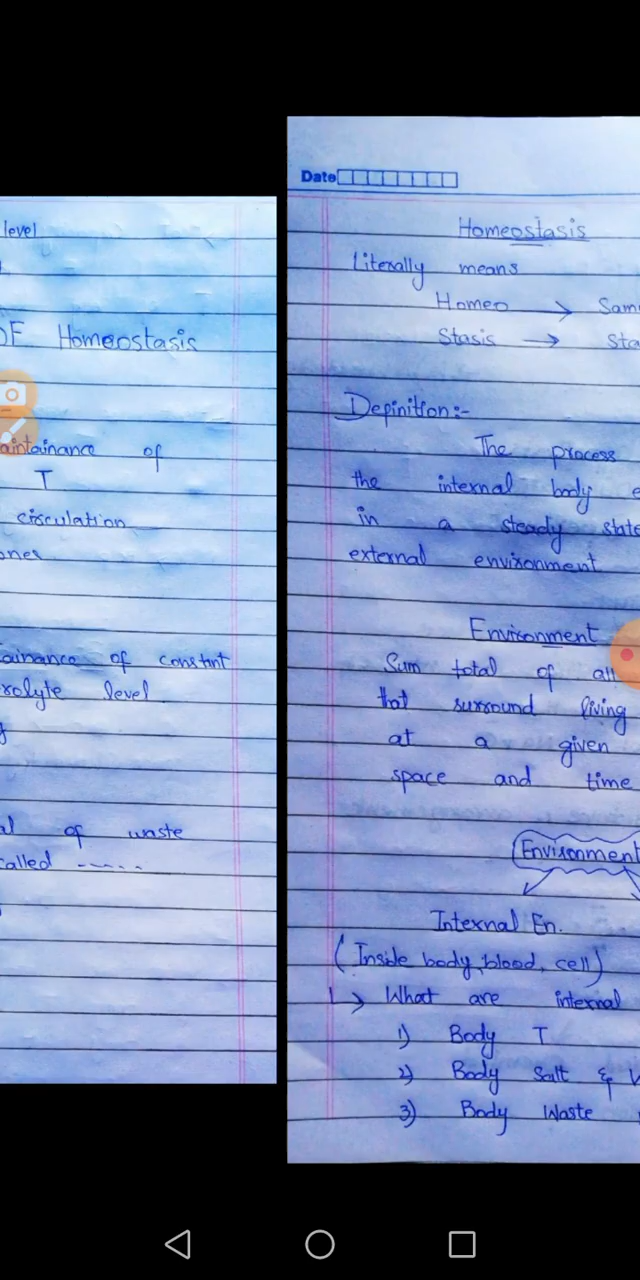 level
OF Homeostasis
aintainance of
T
circulation
ones
ainance of constant
rolyte level
al of waste
called -----
Date
Homeostasis
Literally means
Homeo → Sam
Stasis → Sta
Definition:-
The process
the internal body e
in a steady state
external environment
Environment
Sum total of all
that surround living
at a given
space and time
Environment
Internal En.
(Inside body, blood, cell)
↳ What are internal
1) Body T
2) Body Salt & W
3) Body Waste